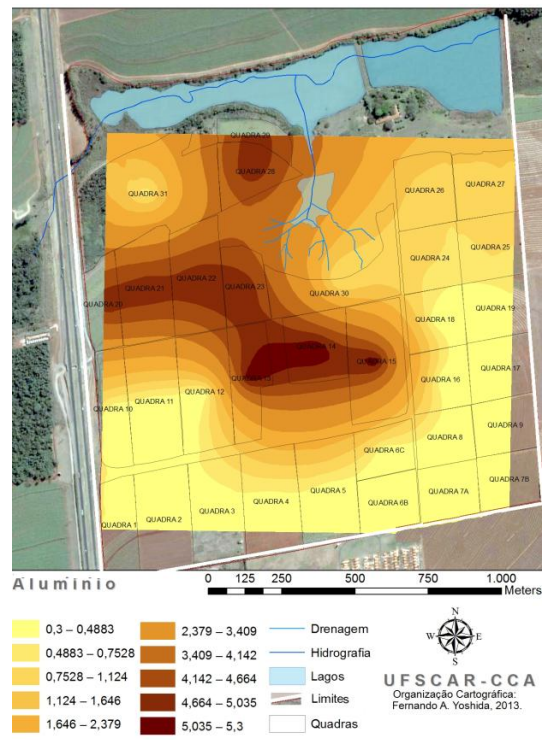 QUADRA 29
QUADRA 28
QUADRA 31
QUADRA 26
QUADRA 27
QUADRA 25
QUADRA 24
QUADRA 22
QUADRA 21
QUADRA 23
QUADRA 30
QUADRA 20
QUADRA 19
QUADRA 18
QUADRA 14
QUADRA 15
QUADRA 17
QUADRA 16
QUADRA 13
QUADRA 12
QUADRA 11
QUADRA 10
QUADRA 9
QUADRA 8
QUADRA 6C
QUADRA 7B
QUADRA 7A
QUADRA 5
QUADRA 4
QUADRA 6B
QUADRA 3
QUADRA 2
QUADRA 1
Alumínio
0 125 250 500 750 1.000
Meters
0,3 – 0,4883
0,4883 – 0,7528
0,7528 – 1,124
1,124 – 1,646
1,646 – 2,379
2,379 – 3,409
3,409 – 4,142
4,142 – 4,664
4,664 – 5,035
5,035 – 5,3
Drenagem
Hidrografia
Lagos
Limites
Quadras
N
W E
S
UFSCAR-CCA
Organização Cartográfica:
Fernando A. Yoshida, 2013.